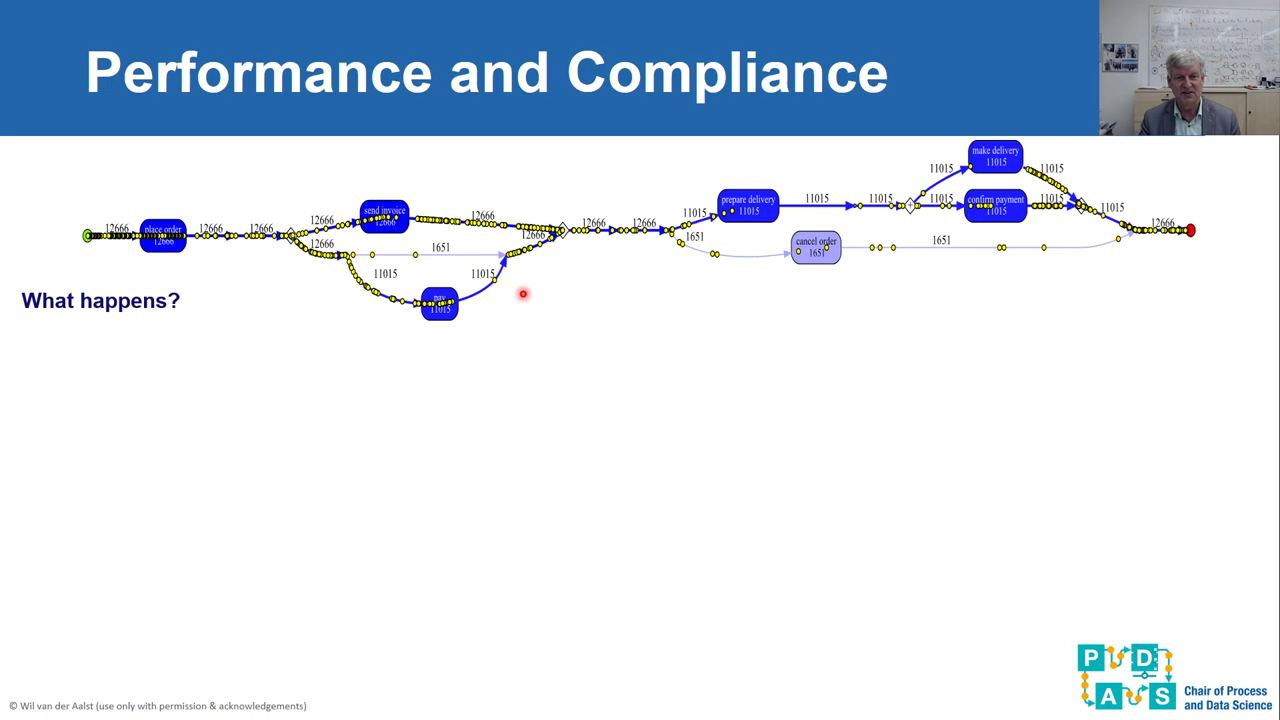 Performance and Compliance
make delivery
11015
11015
11015
prepare delivery
11015
11015
11015
11015
11015
confirm payment
11015
11015
11015
12666
send invoice
12666
12666
12666
place order
12666
12666
12666
12666
12666
12666
12666
1651
11015
11015
pay
11015
1651
cancel order
1651
1651
12666
What happens?
P
D
A
S
Chair of Process
and Data Science
© Wil van der Aalst (use only with permission & acknowledgements)